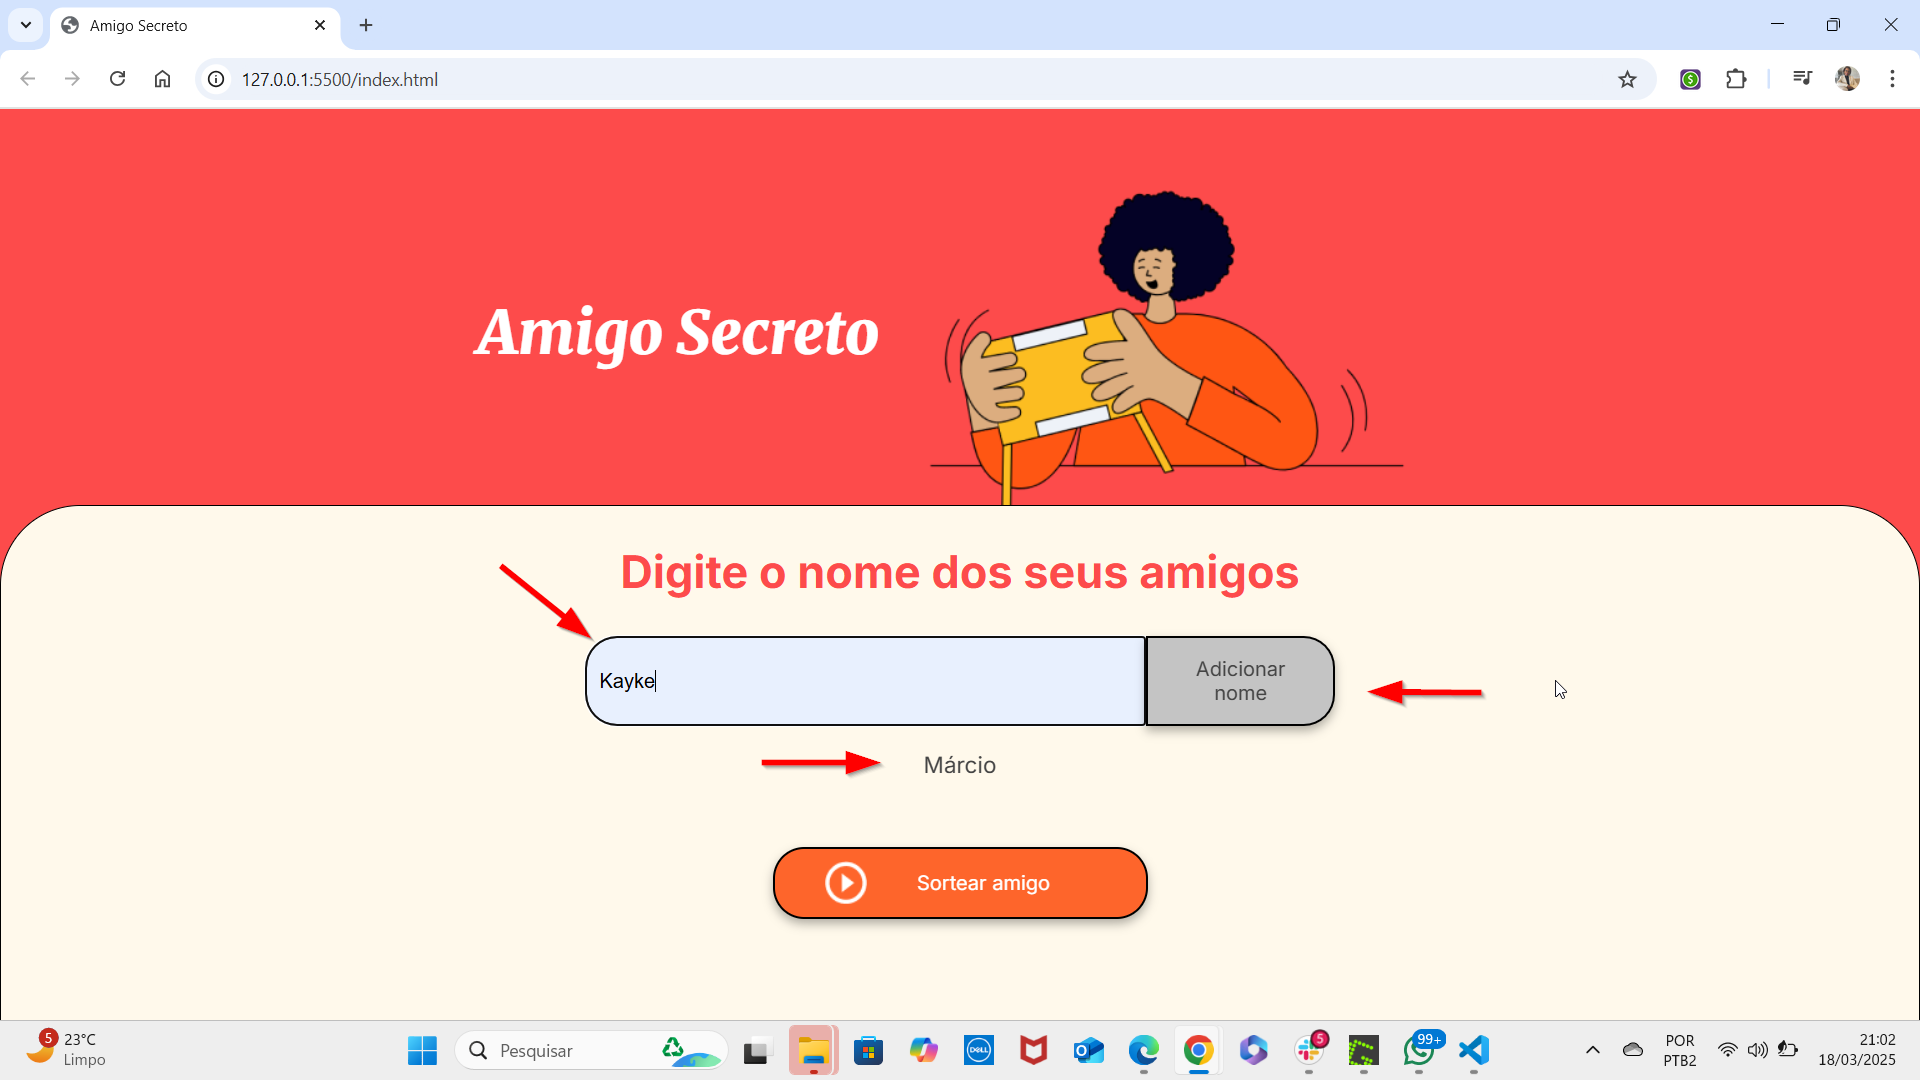 Amigo Secreto
127.0.0.1:5500/index.html
Amigo Secreto
Digite o nome dos seus amigos
Kayke
Adicionar
nome
Márcio
Sortear amigo
5
23°C
Limpo
Pesquisar
DELL
5
99+
POR
PTB2
21:02
18/03/2025